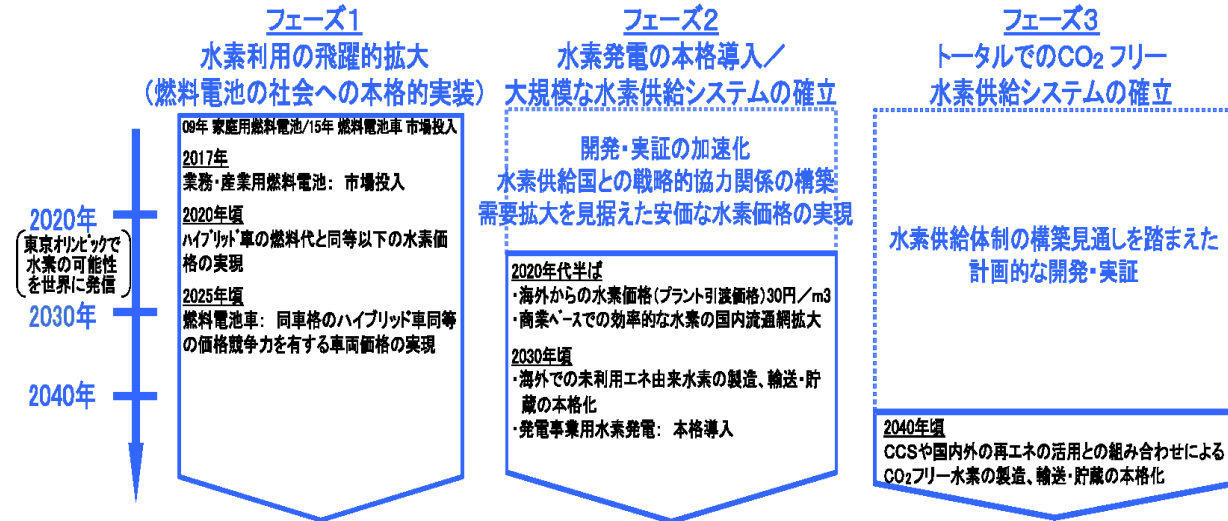 フェーズ1
水素利用の飛躍的拡大
(燃料電池の社会への本格的実装)
09年 家庭用燃料電池/15年 燃料電池車 市場投入
2017年
業務・産業用燃料電池: 市場投入
2020年頃
ハイブリッド車の燃料代と同等以下の水素価
格の実現
2025年頃
燃料電池車: 同車格のハイブリッド車同等
の価格競争力を有する車両価格の実現
フェーズ2
水素発電の本格導入/
大規模な水素供給システムの確立
開発・実証の加速化
水素供給国との戦略的協力関係の構築
需要拡大を見据えた安価な水素価格の実現
2020年代半ば
・海外からの水素価格(プラント引渡価格)30円/m3
・商業ベースでの効率的な水素の国内流通網拡大
2030年頃
・海外での未利用エネ由来水素の製造、輸送・貯
蔵の本格化
・発電事業用水素発電: 本格導入
フェーズ3
トータルでのCO2フリー
水素供給システムの確立
水素供給体制の構築見通しを踏まえた
計画的な開発・実証
2040年頃
CCSや国内外の再エネの活用との組み合わせによる
CO2フリー水素の製造、輸送・貯蔵の本格化
2020年
東京オリンピックで
水素の可能性
を世界に発信
2030年
2040年